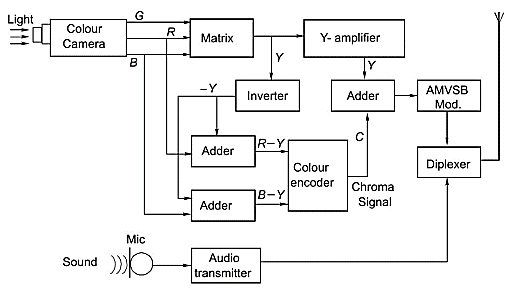 Light
Colour
Camera
G
R
B
Matrix
Y
Y- amplifier
Y
–Y
Inverter
Adder
AMVSB
Mod.
Adder
R–Y
Colour
encoder
C
Chroma
Signal
Diplexer
Adder
B–Y
Mic
Sound
Audio
transmitter